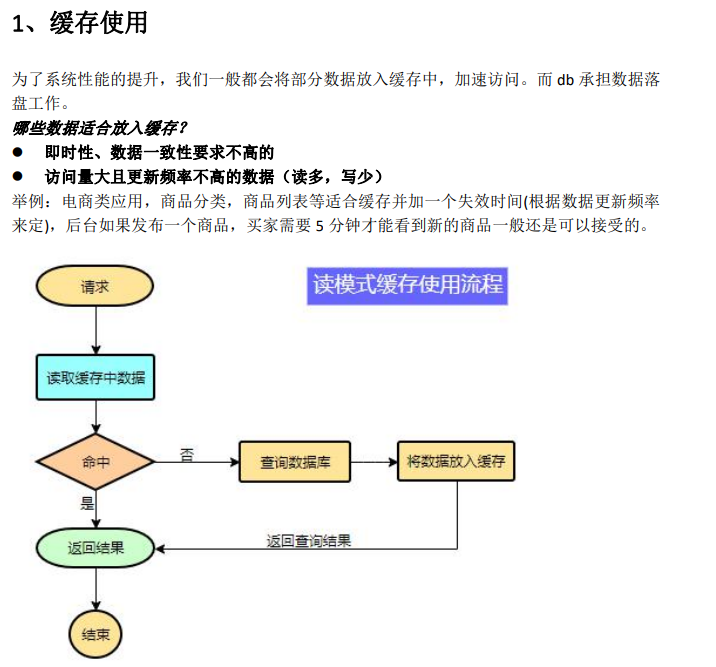 1、缓存使用
为了系统性能的提升，我们一般都会将部分数据放入缓存中，加速访问。而 db 承担数据落
盘工作。
哪些数据适合放入缓存？
● 即时性、数据一致性要求不高的
● 访问量大且更新频率不高的数据（读多，写少）
举例：电商类应用，商品分类，商品列表等适合缓存并加一个失效时间(根据数据更新频率
来定)，后台如果发布一个商品，买家需要 5 分钟才能看到新的商品一般还是可以接受的。
读模式缓存使用流程
请求
读取缓存中数据
命中
否
查询数据库
将数据放入缓存
是
返回结果
返回查询结果
结束